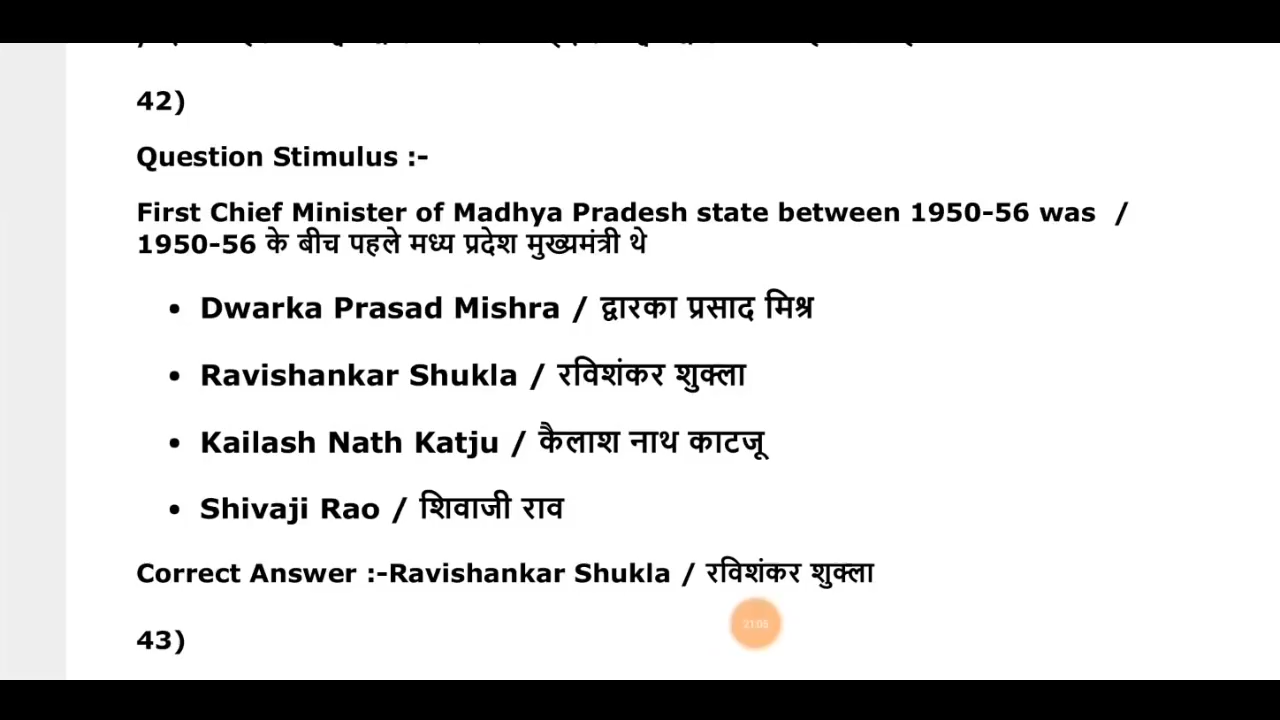 42)
Question Stimulus :-
First Chief Minister of Madhya Pradesh state between 1950-56 was /
1950-56 के बीच पहले मध्य प्रदेश मुख्यमंत्री थे
• Dwarka Prasad Mishra / द्वारका प्रसाद मिश्र
• Ravishankar Shukla / रविशंकर शुक्ला
• Kailash Nath Katju / कैलाश नाथ काटजू
• Shivaji Rao / शिवाजी राव
Correct Answer :-Ravishankar Shukla / रविशंकर शुक्ला
21:05
43)